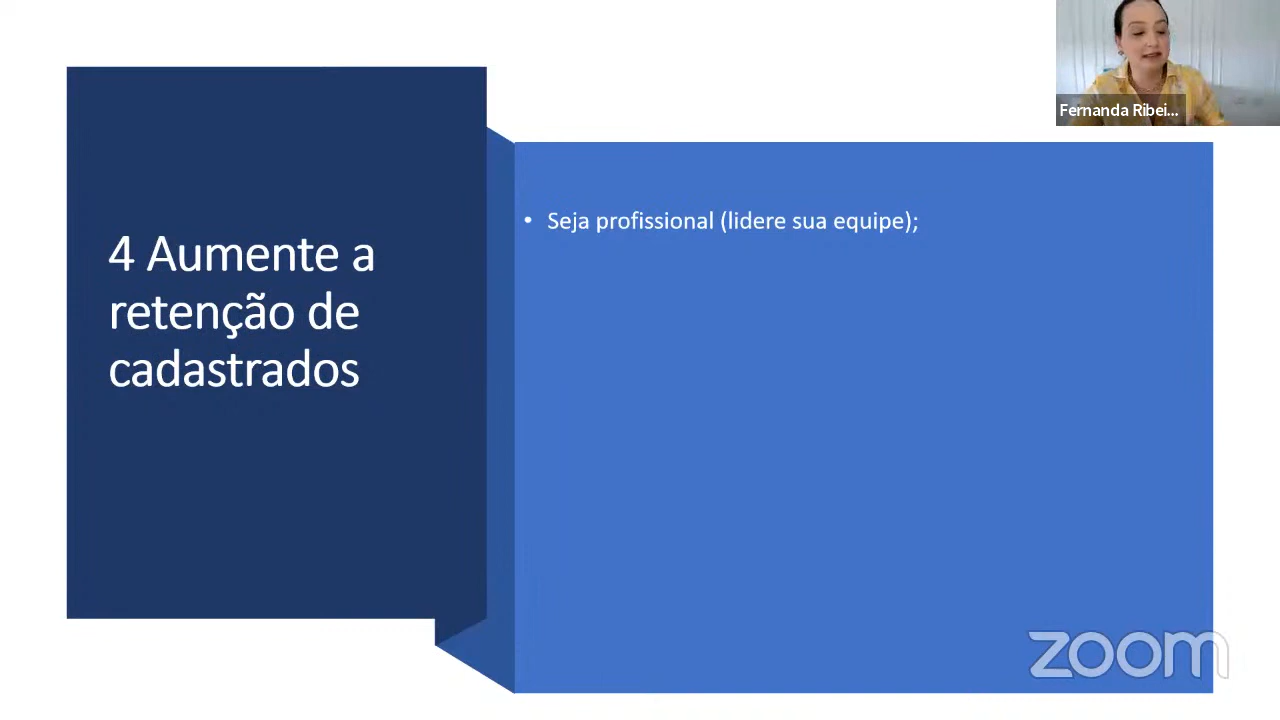 Fernanda Ribei...
4 Aumente a
retenção de
cadastrados
• Seja profissional (lidere sua equipe);
zoom